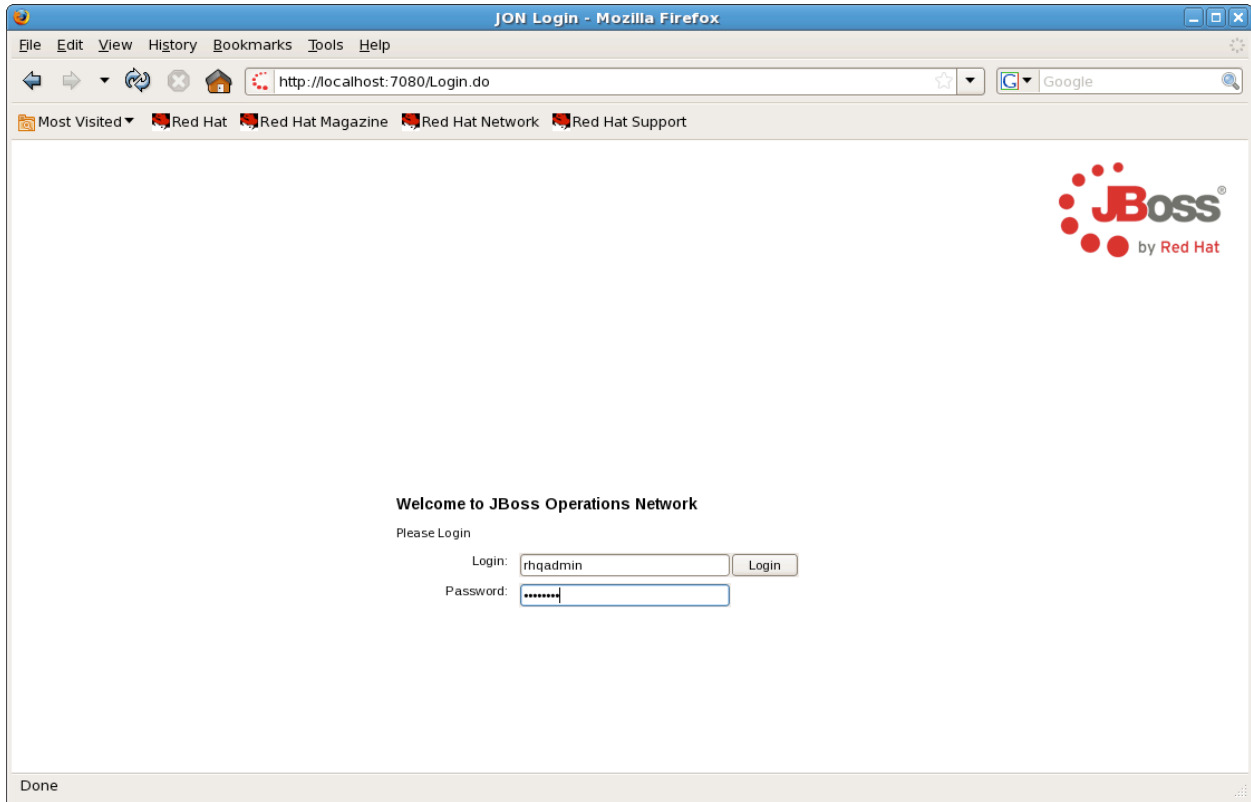 JON Login - Mozilla Firefox
File Edit View History Bookmarks Tools Help
http://localhost:7080/Login.do
G Google
Most Visited Red Hat Red Hat Magazine Red Hat Network Red Hat Support
JBoss®
by Red Hat
Welcome to JBoss Operations Network
Please Login
Login: rhqadmin Login
Password: ••••••••
Done